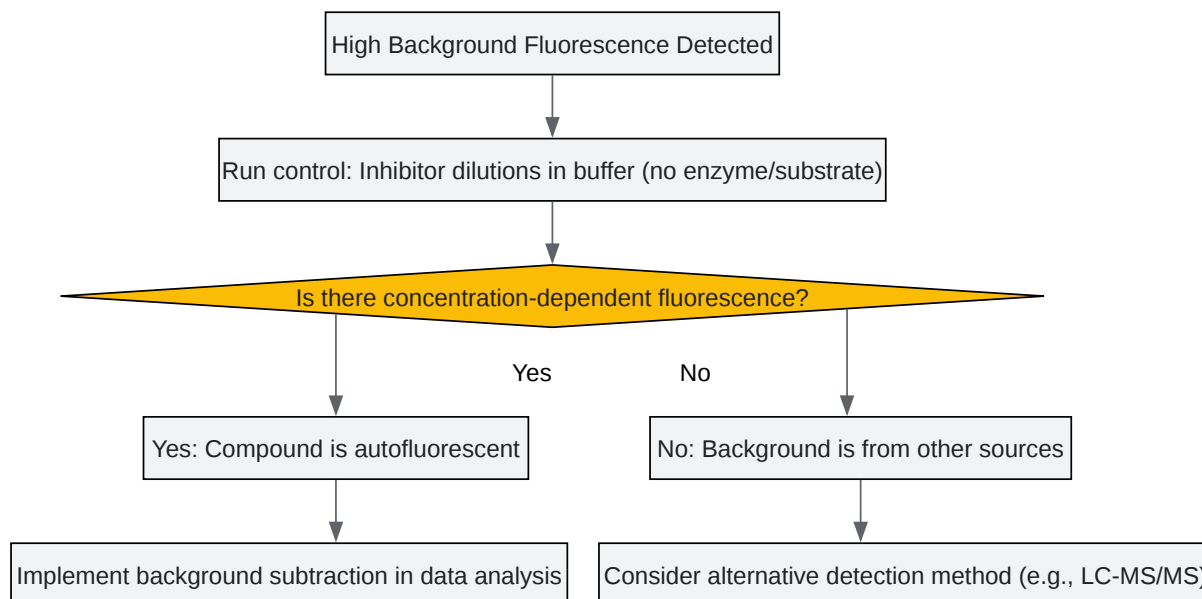 High Background Fluorescence Detected
Run control: Inhibitor dilutions in buffer (no enzyme/substrate)
Is there concentration-dependent fluorescence?
Yes
No
Yes: Compound is autofluorescent
No: Background is from other sources
Implement background subtraction in data analysis
Consider alternative detection method (e.g., LC-MS/MS)